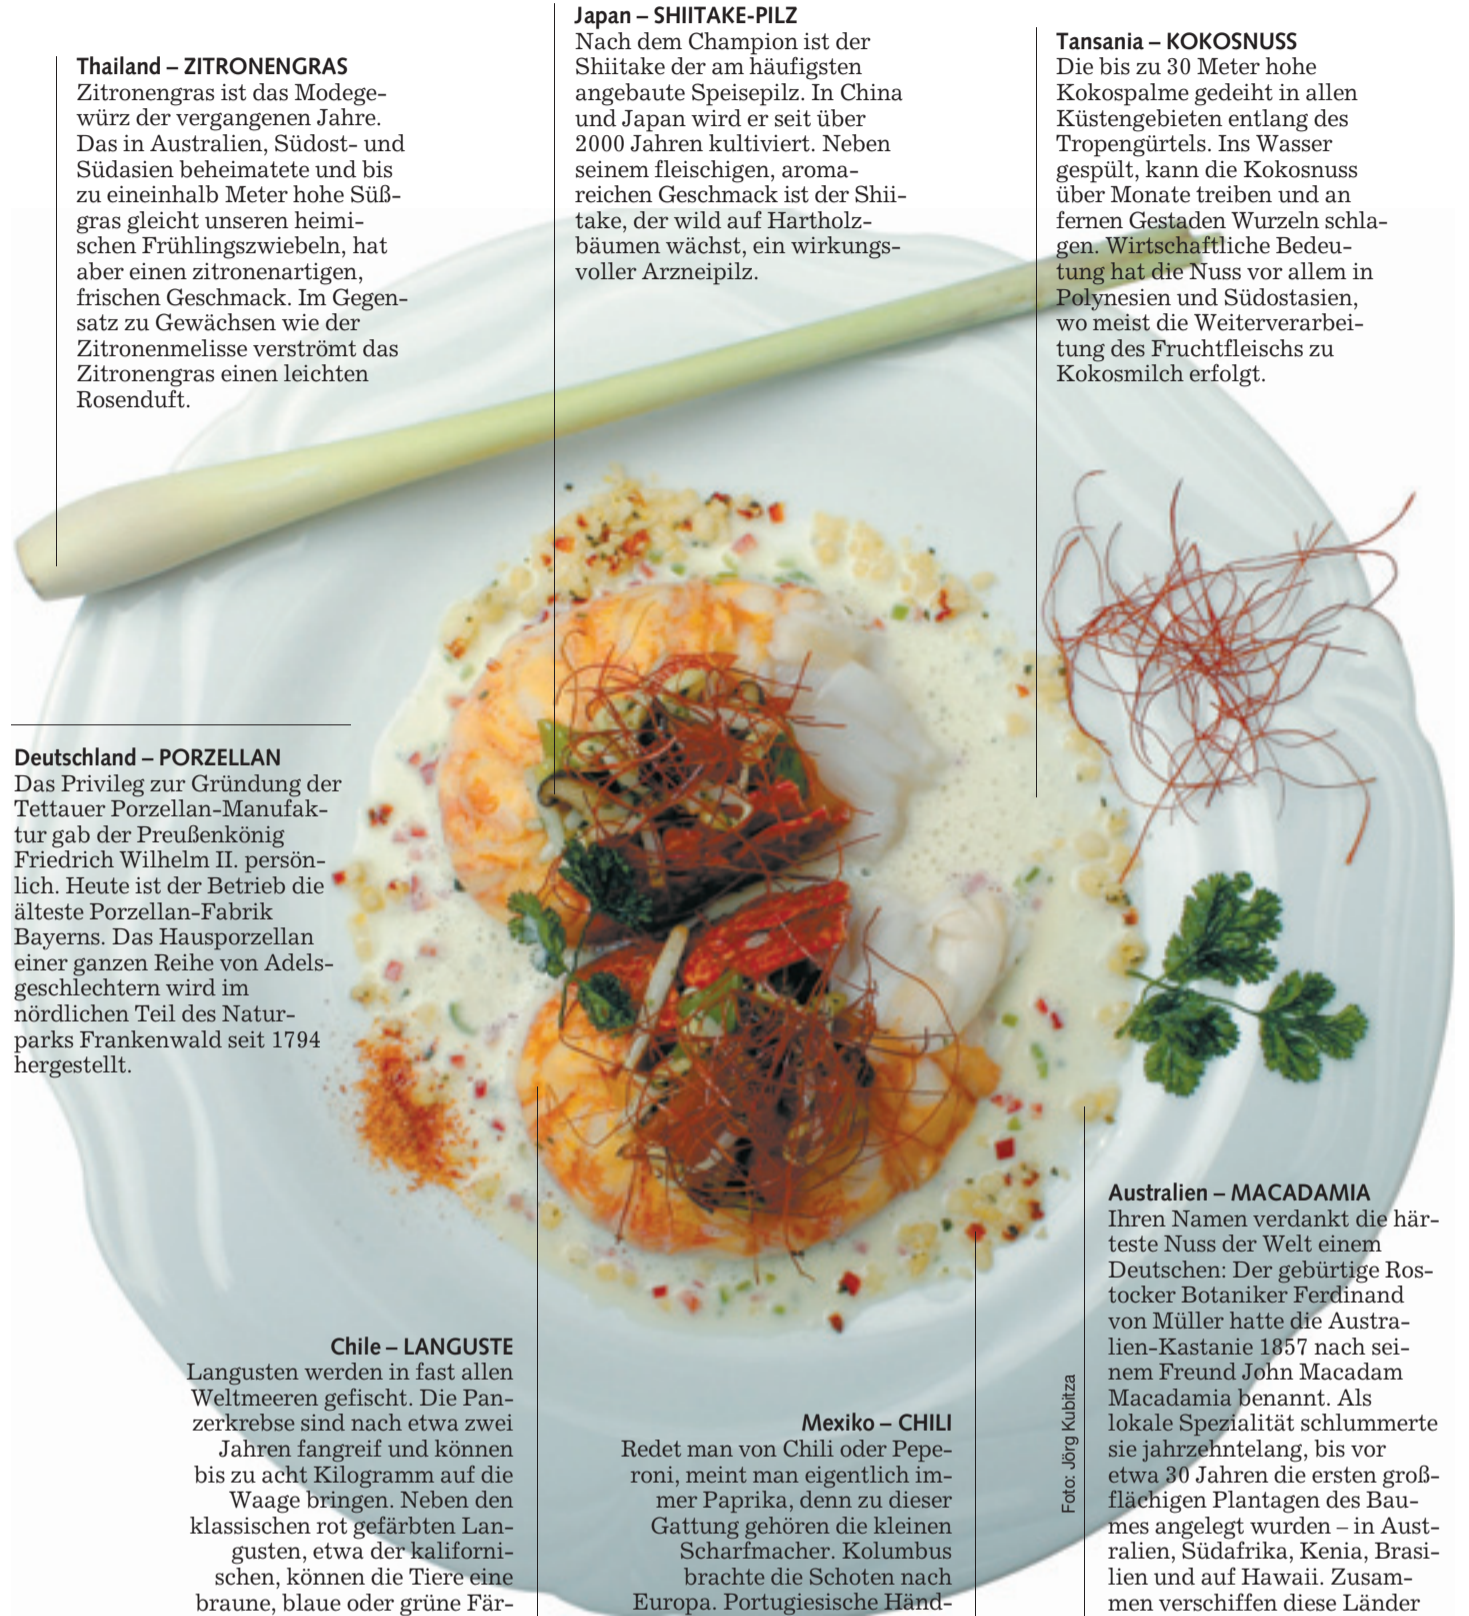 Thailand – ZITRONENGRAS
Zitronengras ist das Modege-
würz der vergangenen Jahre.
Das in Australien, Südost- und
Südasien beheimatete und bis
zu eineinhalb Meter hohe Süß-
gras gleicht unseren heimi-
schen Frühlingszwiebeln, hat
aber einen zitronenartigen,
frischen Geschmack. Im Gegen-
satz zu Gewächsen wie der
Zitronenmelisse verströmt das
Zitronengras einen leichten
Rosenduft.
Japan – SHIITAKE-PILZ
Nach dem Champion ist der
Shiitake der am häufigsten
angebaute Speisepilz. In China
und Japan wird er seit über
2000 Jahren kultiviert. Neben
seinem fleischigen, aroma-
reichen Geschmack ist der Shii-
take, der wild auf Hartholz-
bäumen wächst, ein wirkungs-
voller Arzneipilz.
Tansania – KOKOSNUSS
Die bis zu 30 Meter hohe
Kokospalme gedeiht in allen
Küstengebieten entlang des
Tropengürtels. Ins Wasser
gespült, kann die Kokosnuss
über Monate treiben und an
fernen Gestaden Wurzeln schla-
gen. Wirtschaftliche Bedeu-
tung hat die Nuss vor allem in
Polynesien und Südostasien,
wo meist die Weiterverarbei-
tung des Fruchtfleischs zu
Kokosmilch erfolgt.
Deutschland – PORZELLAN
Das Privileg zur Gründung der
Tettauer Porzellan-Manufak-
tur gab der Preußenkönig
Friedrich Wilhelm II. persön-
lich. Heute ist der Betrieb die
älteste Porzellan-Fabrik
Bayerns. Das Hausporzellan
einer ganzen Reihe von Adels-
geschlechtern wird im
nördlichen Teil des Natur-
parks Frankenwald seit 1794
hergestellt.
Chile – LANGUSTE
Langusten werden in fast allen
Weltmeeren gefischt. Die Pan-
zerkrebse sind nach etwa zwei
Jahren fangreif und können
bis zu acht Kilogramm auf die
Waage bringen. Neben den
klassischen rot gefärbten Lan-
gusten, etwa der kaliforni-
schen, können die Tiere eine
braune, blaue oder grüne Fär-
Mexiko – CHILI
Redet man von Chili oder Pepe-
roni, meint man eigentlich im-
mer Paprika, denn zu dieser
Gattung gehören die kleinen
Scharfmacher. Kolumbus
brachte die Schoten nach
Europa. Portugiesische Händ-
Foto: Jörg Kubitza
Australien – MACADAMIA
Ihren Namen verdankt die här-
teste Nuss der Welt einem
Deutschen: Der gebürtige Ros-
tocker Botaniker Ferdinand
von Müller hatte die Austra-
lien-Kastanie 1857 nach sei-
nem Freund John Macadam
Macadamia benannt. Als
lokale Spezialität schlummerte
sie jahrzehntelang, bis vor
etwa 30 Jahren die ersten groß-
flächigen Plantagen des Bau-
mes angelegt wurden – in Aust-
ralien, Südafrika, Kenia, Brasi-
lien und auf Hawaii. Zusam-
men verschiffen diese Länder